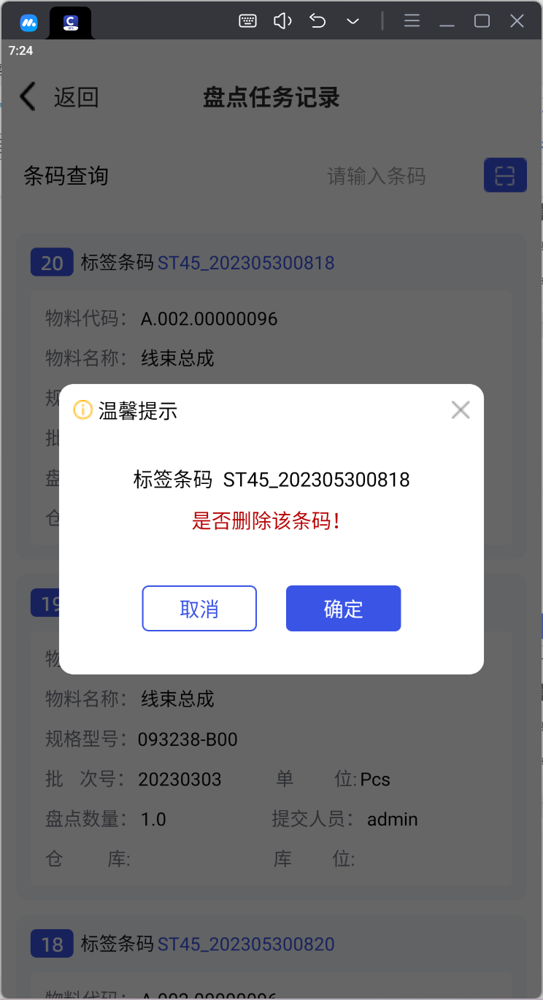 7:24
返回
盘点任务记录
条码查询
请输入条码
20 标签条码 ST45_202305300818
物料代码: A.002.00000096
物料名称: 线束总成
规
批
盘
仓
温馨提示
标签条码 ST45_202305300818
是否删除该条码！
取消
确定
19
物
物料名称: 线束总成
规格型号: 093238-B00
批 次号: 20230303 单 位: Pcs
盘点数量: 1.0 提交人员: admin
仓 库: 库 位:
18 标签条码 ST45_202305300820
物料代码: A.002.00000096